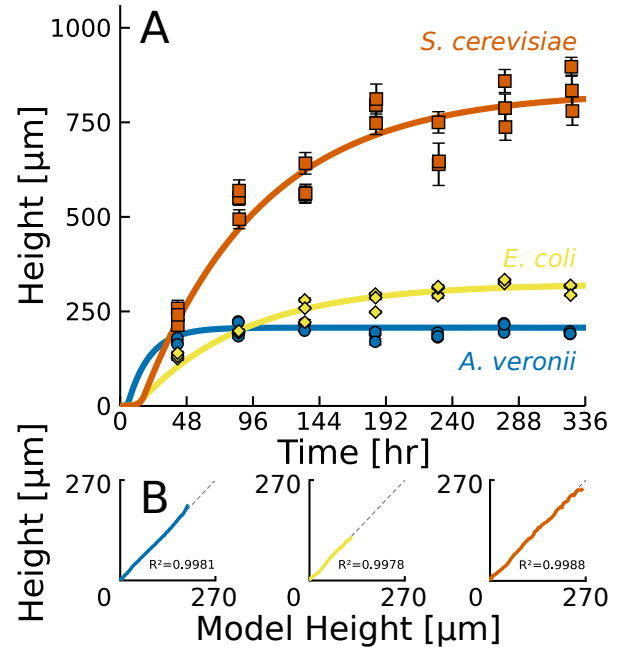 A
S. cerevisiae
E. coli
A. veronii
Height [μm]
1000
750
500
250
0
0 48 96 144 192 240 288 336
Time [hr]
B
Height [μm]
270
R²=0.9981
0
270
270
R²=0.9978
0
270
270
R²=0.9988
0
270
Model Height [μm]